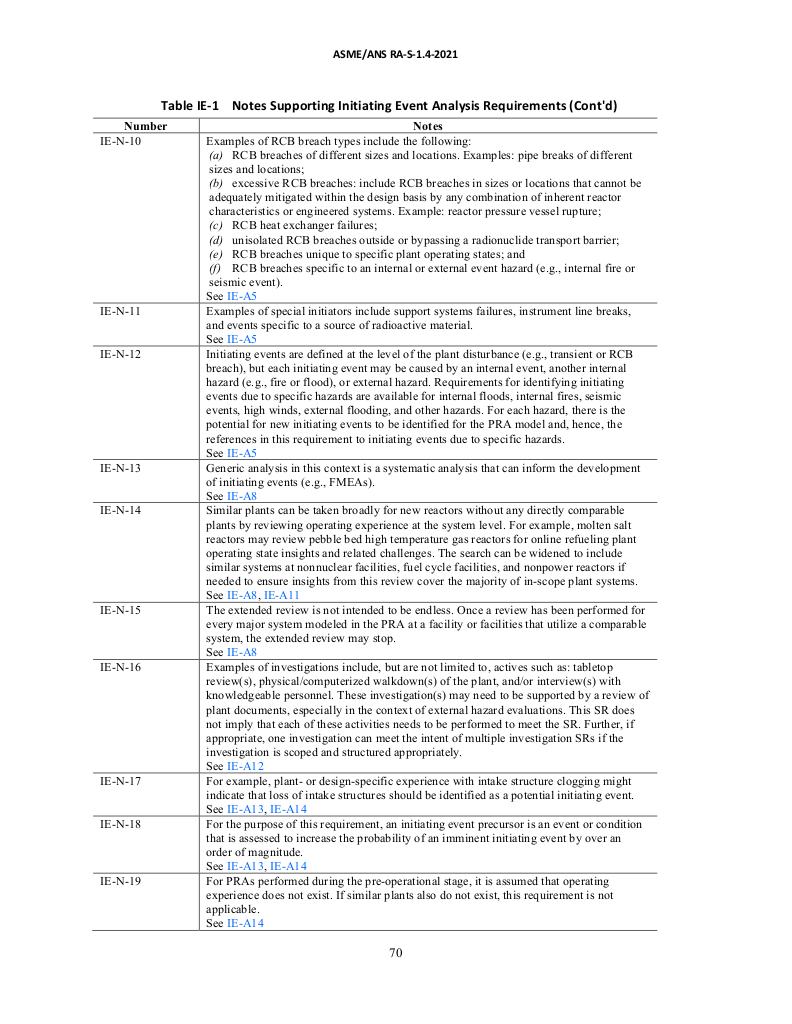 ASME/ANS RA-S-1.4-2021
Table IE-1 Notes Supporting Initiating Event Analysis Requirements (Cont'd)
Number Notes
IE-N-10 Examples of RCB breach types include the following:
(a) RCB breaches of different sizes and locations. Examples: pipe breaks of different
sizes and locations;
(b) excessive RCB breaches: include RCB breaches in sizes or locations that cannot be
adequately mitigated within the design basis by any combination of inherent reactor
characteristics or engineered systems. Example: reactor pressure vessel rupture;
(c) RCB heat exchanger failures;
(d) unisolated RCB breaches outside or bypassing a radionuclide transport barrier;
(e) RCB breaches unique to specific plant operating states; and
(f) RCB breaches specific to an internal or external event hazard (e.g., internal fire or
seismic event).
See IE-A5
IE-N-11 Examples of special initiators include support systems failures, instrument line breaks,
and events specific to a source of radioactive material.
See IE-A5
IE-N-12 Initiating events are defined at the level of the plant disturbance (e.g., transient or RCB
breach), but each initiating event may be caused by an internal event, another internal
hazard (e.g., fire or flood), or external hazard. Requirements for identifying initiating
events due to specific hazards are available for internal floods, internal fires, seismic
events, high winds, external flooding, and other hazards. For each hazard, there is the
potential for new initiating events to be identified for the PRA model and, hence, the
references in this requirement to initiating events due to specific hazards.
See IE-A5
IE-N-13 Generic analysis in this context is a systematic analysis that can inform the development
of initiating events (e.g., FMEAs).
See IE-A8
IE-N-14 Similar plants can be taken broadly for new reactors without any directly comparable
plants by reviewing operating experience at the system level. For example, molten salt
reactors may review pebble bed high temperature gas reactors for online refueling plant
operating state insights and related challenges. The search can be widened to include
similar systems at nonnuclear facilities, fuel cycle facilities, and nonpower reactors if
needed to ensure insights from this review cover the majority of in-scope plant systems.
See IE-A8, IE-A11
IE-N-15 The extended review is not intended to be endless. Once a review has been performed for
every major system modeled in the PRA at a facility or facilities that utilize a comparable
system, the extended review may stop.
See IE-A8
IE-N-16 Examples of investigations include, but are not limited to, actives such as: tabletop
review(s), physical/computerized walkdown(s) of the plant, and/or interview(s) with
knowledgeable personnel. These investigation(s) may need to be supported by a review of
plant documents, especially in the context of external hazard evaluations. This SR does
not imply that each of these activities needs to be performed to meet the SR. Further, if
appropriate, one investigation can meet the intent of multiple investigation SRs if the
investigation is scoped and structured appropriately.
See IE-A12
IE-N-17 For example, plant- or design-specific experience with intake structure clogging might
indicate that loss of intake structures should be identified as a potential initiating event.
See IE-A13, IE-A14
IE-N-18 For the purpose of this requirement, an initiating event precursor is an event or condition
that is assessed to increase the probability of an imminent initiating event by over an
order of magnitude.
See IE-A13, IE-A14
IE-N-19 For PRAs performed during the pre-operational stage, it is assumed that operating
experience does not exist. If similar plants also do not exist, this requirement is not
applicable.
See IE-A14
70